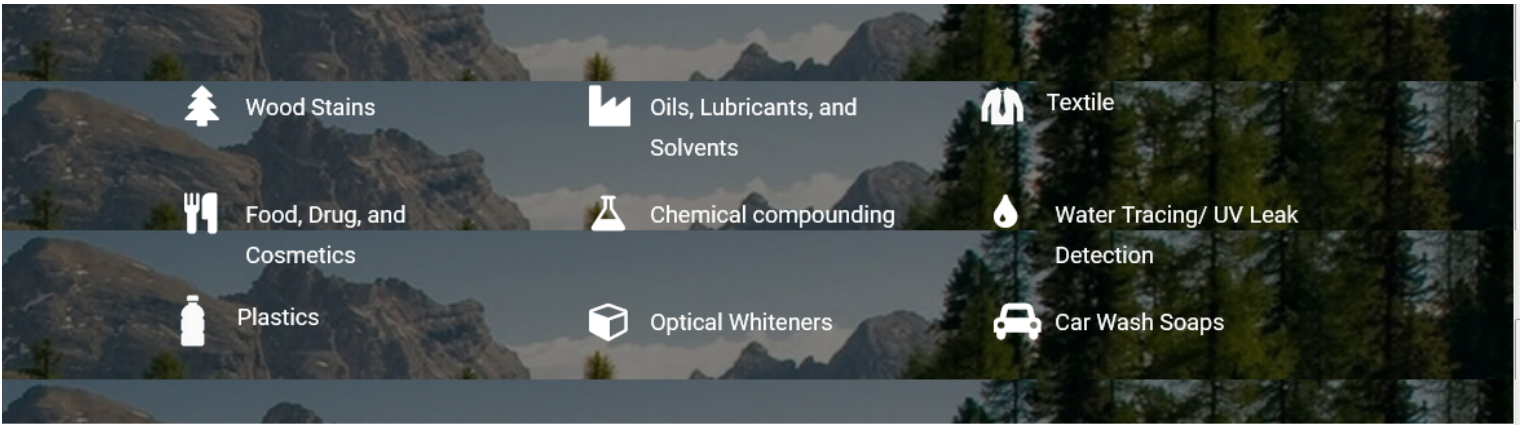 Wood Stains
Oils, Lubricants, and
Solvents
Textile
Food, Drug, and
Cosmetics
Chemical compounding
Water Tracing/ UV Leak
Detection
Plastics
Optical Whiteners
Car Wash Soaps